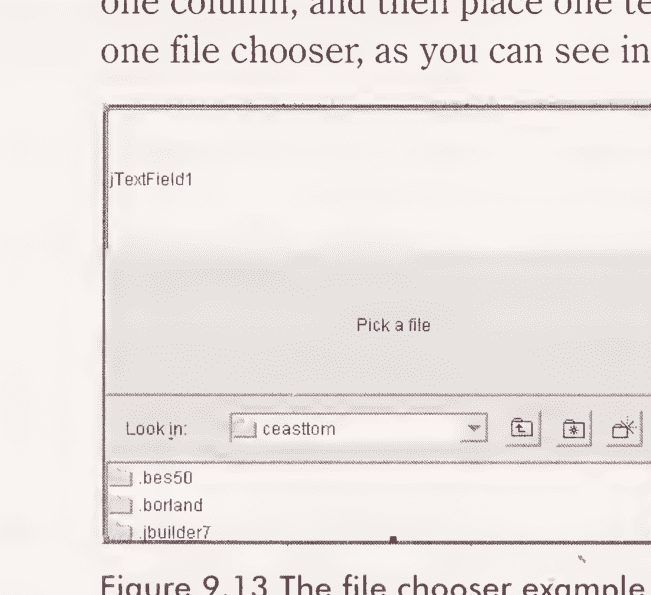 one column, and then place one te
one file chooser, as you can see in
jTextField1
Pick a file
Look in: ceasttom
.bes50
.borland
.jbuilder7
Figure 9.13 The file chooser example